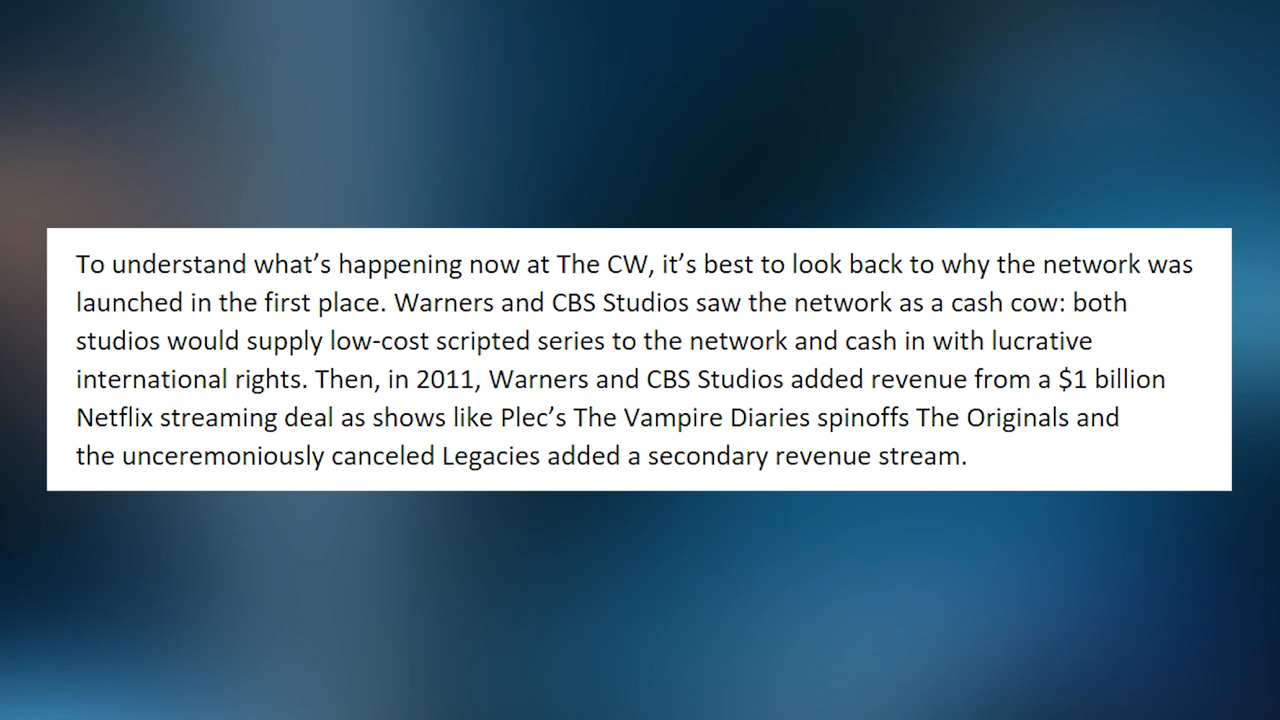 To understand what’s happening now at The CW, it’s best to look back to why the network was
launched in the first place. Warners and CBS Studios saw the network as a cash cow: both
studios would supply low-cost scripted series to the network and cash in with lucrative
international rights. Then, in 2011, Warners and CBS Studios added revenue from a $1 billion
Netflix streaming deal as shows like Plec’s The Vampire Diaries spinoffs The Originals and
the unceremoniously canceled Legacies added a secondary revenue stream.